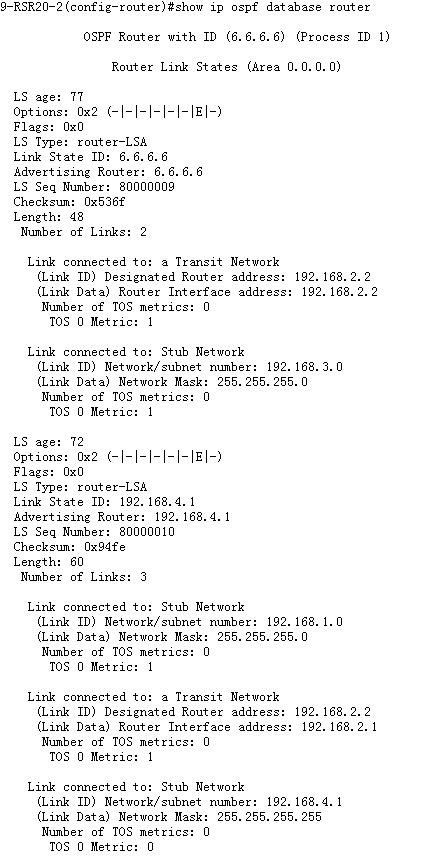 9-RSR20-2(config-router)#show ip ospf database router
OSPF Router with ID (6.6.6.6) (Process ID 1)
Router Link States (Area 0.0.0.0)
LS age: 77
Options: 0x2 (-|-|-|-|-|-|E|-)
Flags: 0x0
LS Type: router-LSA
Link State ID: 6.6.6.6
Advertising Router: 6.6.6.6
LS Seq Number: 80000009
Checksum: 0x536f
Length: 48
Number of Links: 2
Link connected to: a Transit Network
(Link ID) Designated Router address: 192.168.2.2
(Link Data) Router Interface address: 192.168.2.2
Number of TOS metrics: 0
TOS 0 Metric: 1
Link connected to: Stub Network
(Link ID) Network/subnet number: 192.168.3.0
(Link Data) Network Mask: 255.255.255.0
Number of TOS metrics: 0
TOS 0 Metric: 1
LS age: 72
Options: 0x2 (-|-|-|-|-|-|E|-)
Flags: 0x0
LS Type: router-LSA
Link State ID: 192.168.4.1
Advertising Router: 192.168.4.1
LS Seq Number: 80000010
Checksum: 0x94fe
Length: 60
Number of Links: 3
Link connected to: Stub Network
(Link ID) Network/subnet number: 192.168.1.0
(Link Data) Network Mask: 255.255.255.0
Number of TOS metrics: 0
TOS 0 Metric: 1
Link connected to: a Transit Network
(Link ID) Designated Router address: 192.168.2.2
(Link Data) Router Interface address: 192.168.2.1
Number of TOS metrics: 0
TOS 0 Metric: 1
Link connected to: Stub Network
(Link ID) Network/subnet number: 192.168.4.1
(Link Data) Network Mask: 255.255.255.255
Number of TOS metrics: 0
TOS 0 Metric: 0